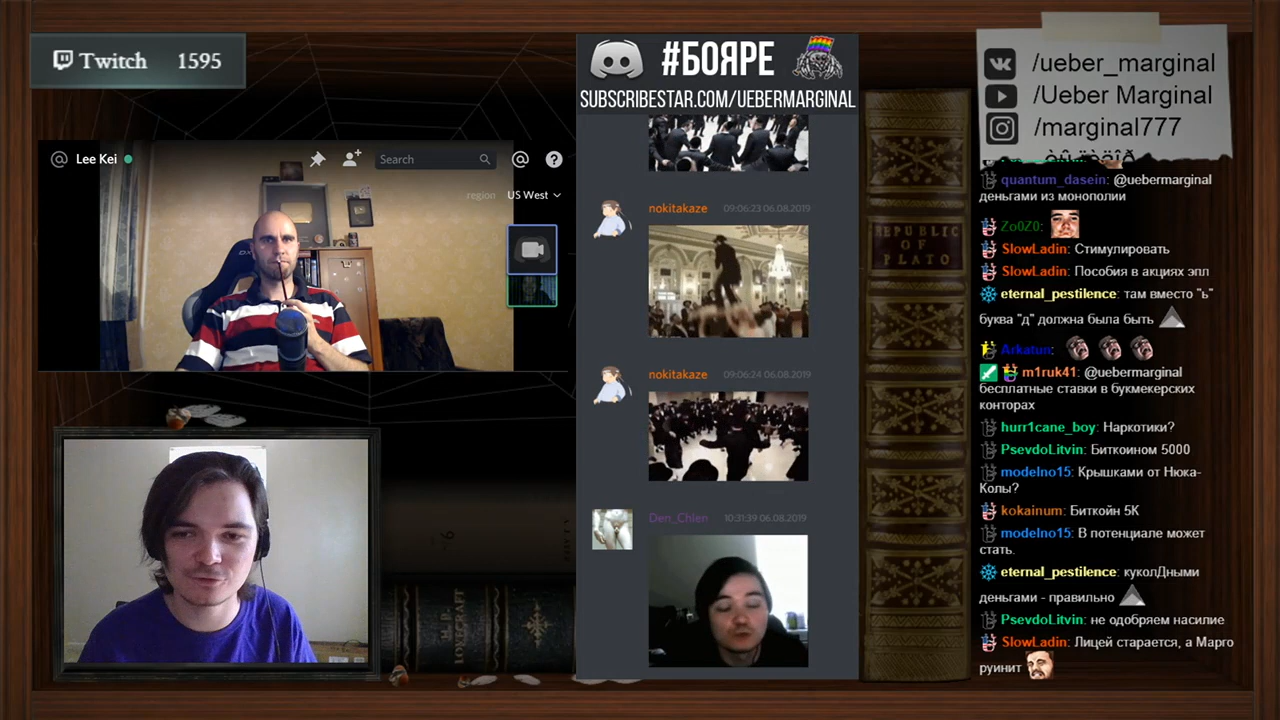 Twitch 1595
@ Lee Kei
Search
@ ?
region US West
#БОЯРЕ
SUBSCRIBESTAR.COM/UEBERMARGINAL
nokitakaze 09:06:23 06.08.2019
nokitakaze 09:06:24 06.08.2019
Den_Chlen 10:31:39 06.08.2019
REPUBLIC
OF
PLATO
H. P. LOVECRAFT
/ueber_marginal
/Ueber Marginal
/marginal777
quantum_dasein: @uebermarginal
деньгами из монополии
Zo0Z0:
SlowLadin: Стимулировать
SlowLadin: Пособия в акциях эпл
eternal_pestilence: там вместо "ь"
буква "д" должна была быть
Arkatun:
m1ruk41: @uebermarginal
бесплатные ставки в букмекерских
конторах
hurr1cane_boy: Наркотики?
PsevdoLitvin: Биткоином 5000
modelno15: Крышками от Нюка-
Колы?
kokainum: Биткойн 5К
modelno15: В потенциале может
стать.
eternal_pestilence: куколДными
деньгами - правильно
PsevdoLitvin: не одобряем насилие
SlowLadin: Лицей старается, а Марго
руинит